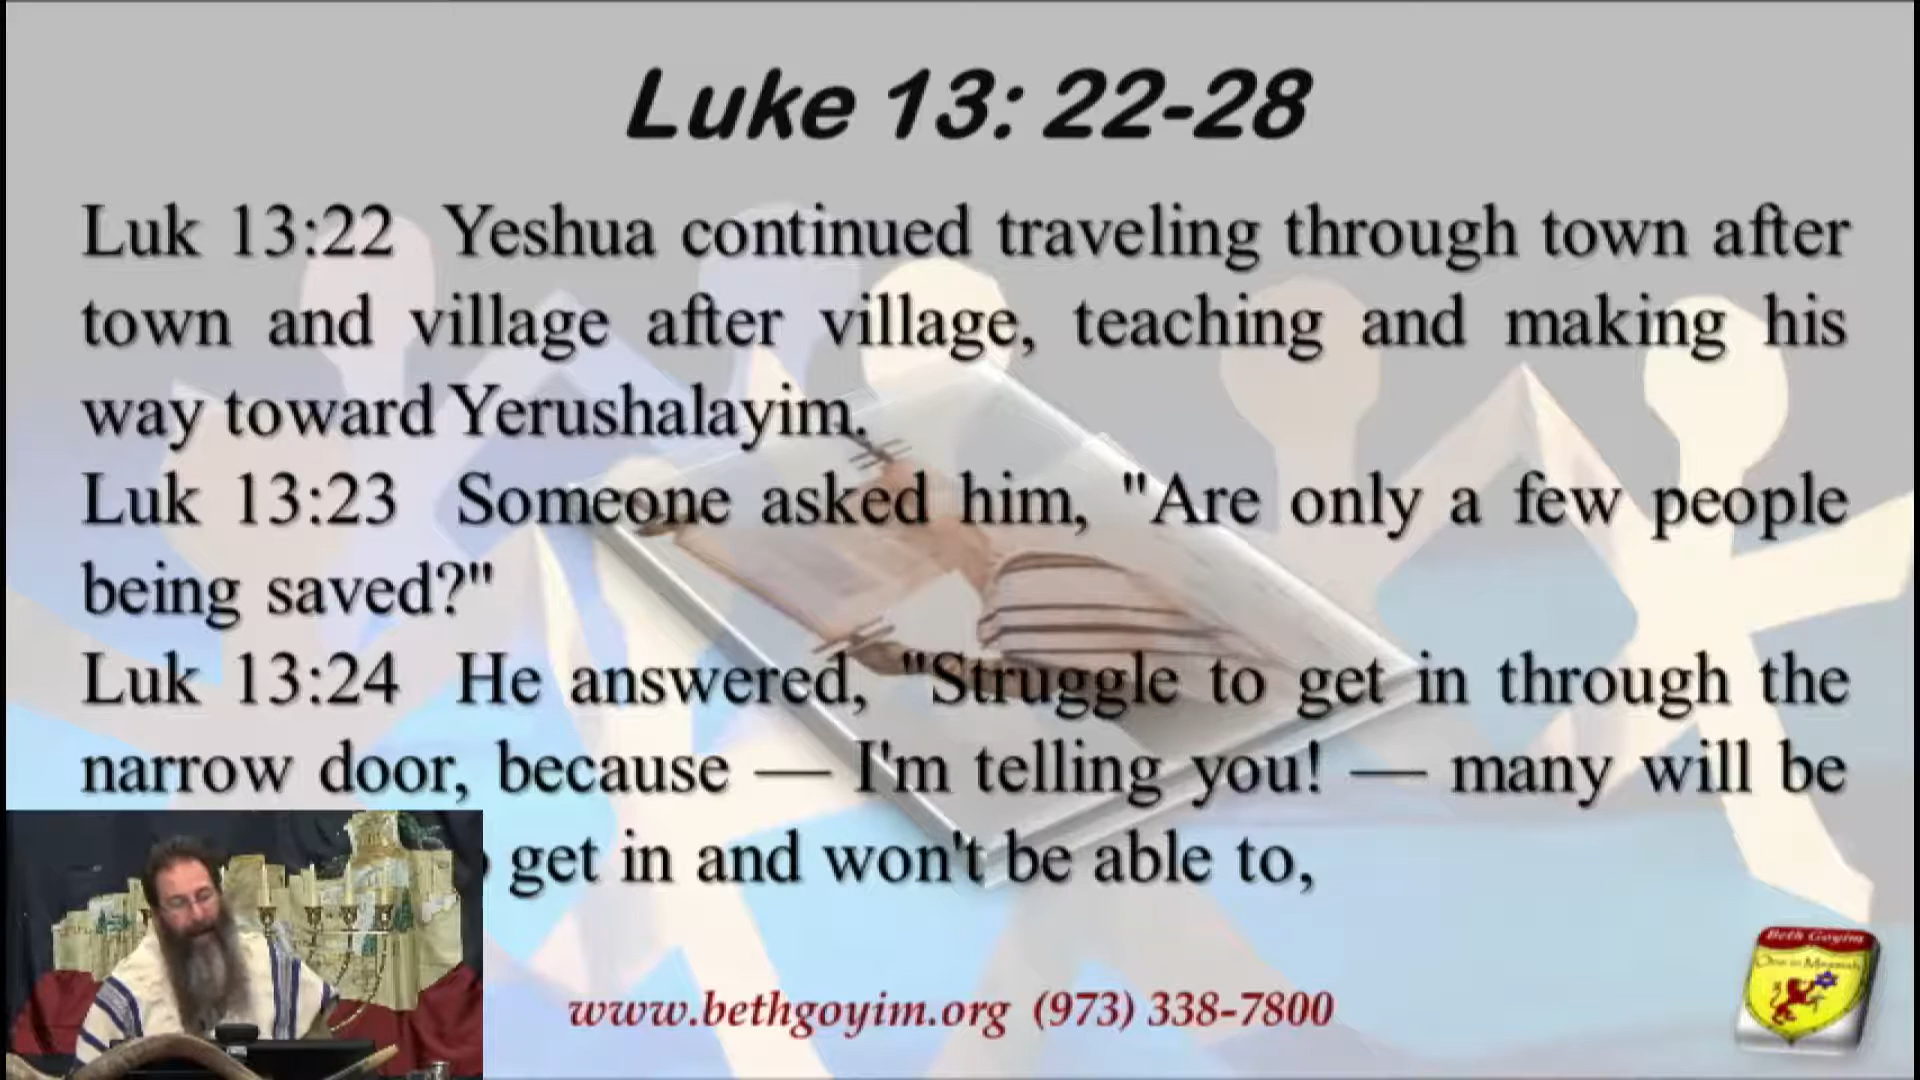 Luke 13: 22-28
Luk 13:22 Yeshua continued traveling through town after
town and village after village, teaching and making his
way toward Yerushalayim.
Luk 13:23 Someone asked him, "Are only a few people
being saved?"
Luk 13:24 He answered, "Struggle to get in through the
narrow door, because — I'm telling you! — many will be
get in and won't be able to,
Beth Goyim
One in Messiah
www.bethgoyim.org (973) 338-7800